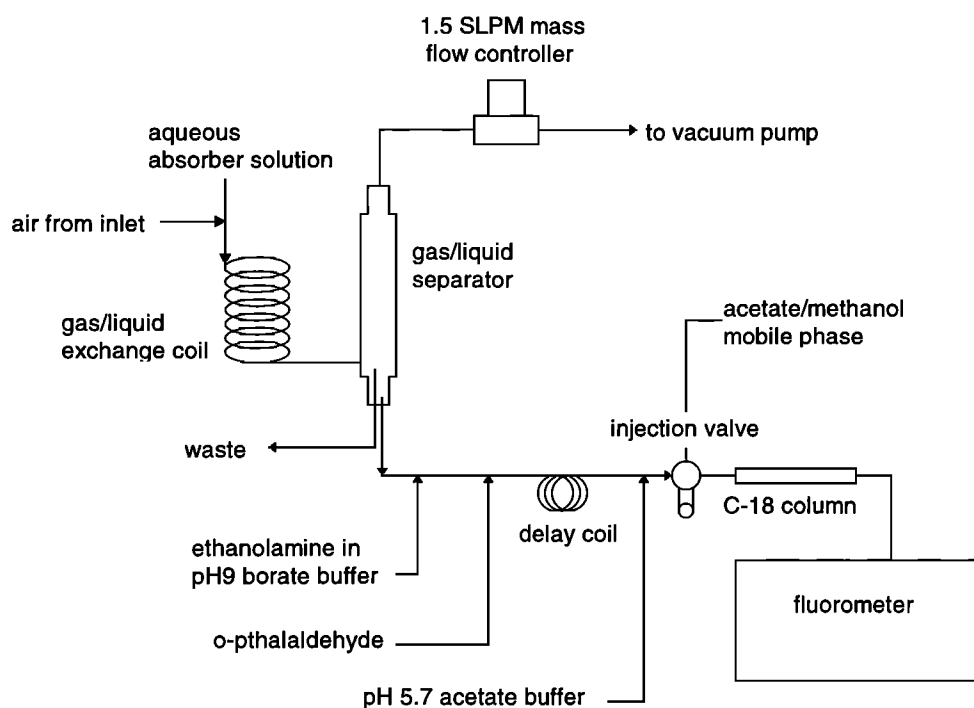 1.5 SLPM mass
flow controller
to vacuum pump
aqueous
absorber solution
air from inlet
gas/liquid
separator
gas/liquid
exchange coil
acetate/methanol
mobile phase
waste
injection valve
C-18 column
delay coil
ethanolamine in
pH9 borate buffer
fluorometer
o-pthalaldehyde
pH 5.7 acetate buffer